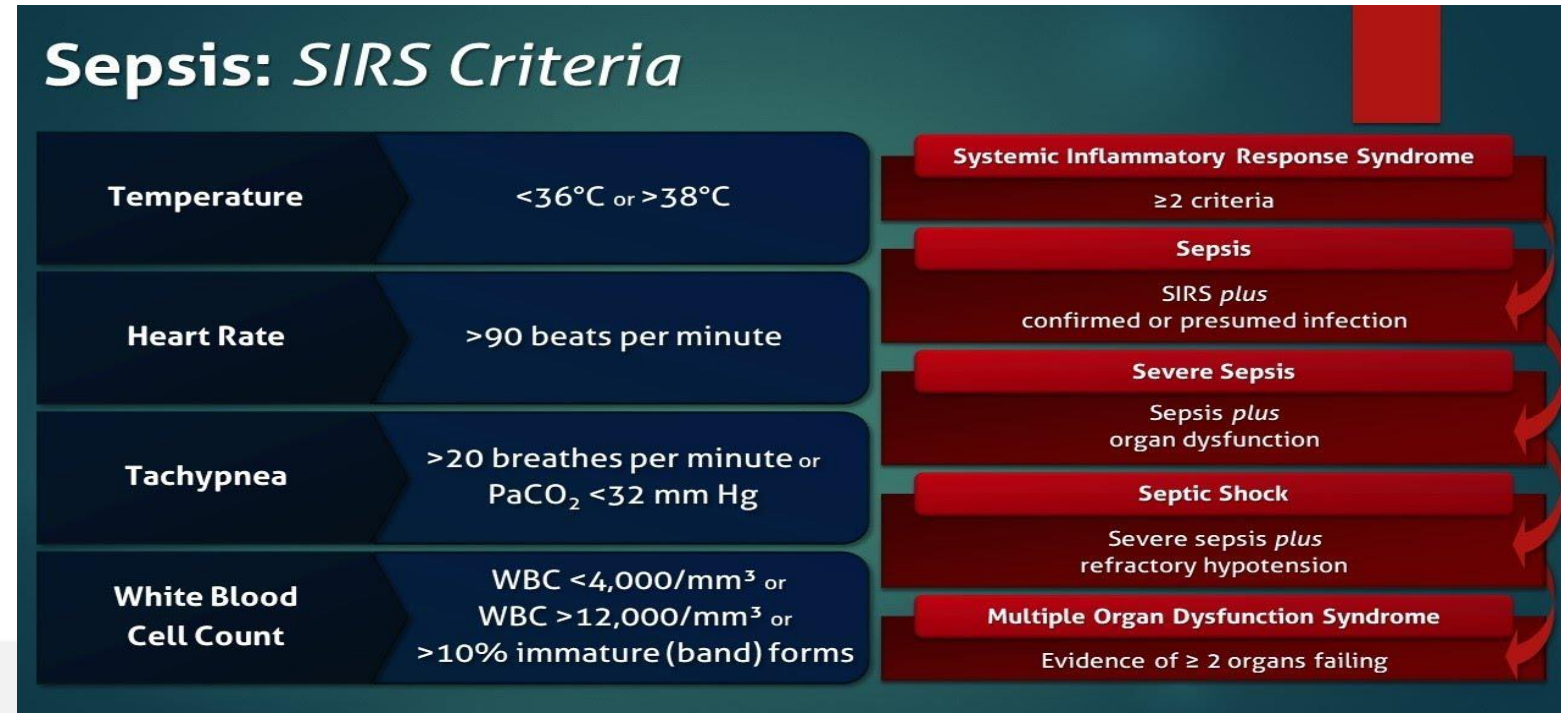 Sepsis: SIRS Criteria
Temperature
<36°C or >38°C
Heart Rate
>90 beats per minute
Tachypnea
>20 breathes per minute or
PaCO₂ <32 mm Hg
White Blood
Cell Count
WBC <4,000/mm³ or
WBC >12,000/mm³ or
>10% immature (band) forms
Systemic Inflammatory Response Syndrome
≥2 criteria
Sepsis
SIRS plus
confirmed or presumed infection
Severe Sepsis
Sepsis plus
organ dysfunction
Septic Shock
Severe sepsis plus
refractory hypotension
Multiple Organ Dysfunction Syndrome
Evidence of ≥ 2 organs failing